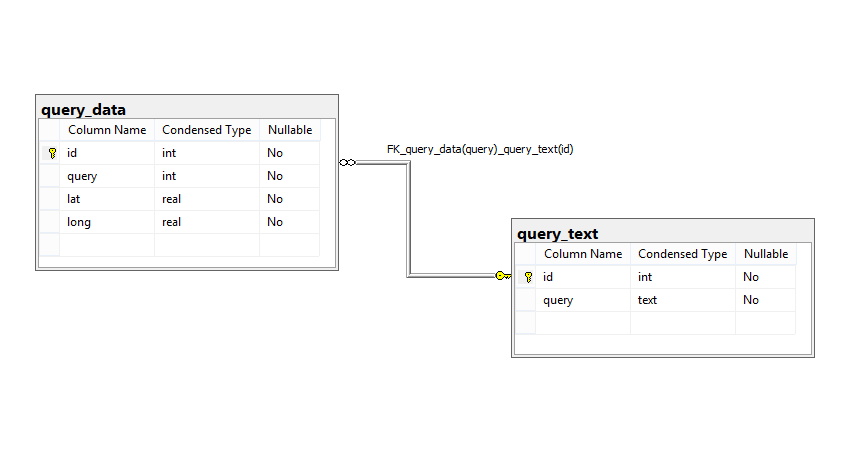 query_data
Column Name Condensed Type Nullable
id int No
query int No
lat real No
long real No
FK_query_data(query)_query_text(id)
query_text
Column Name Condensed Type Nullable
id int No
query text No